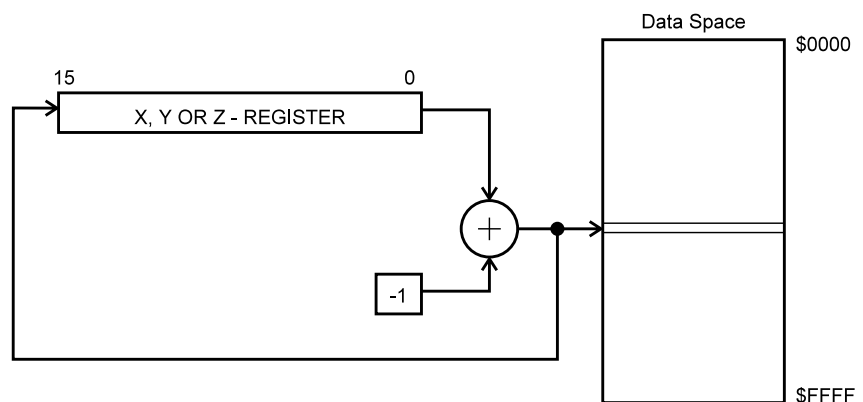 Data Space
$0000
15 0
X, Y OR Z - REGISTER
+
-1
$FFFF